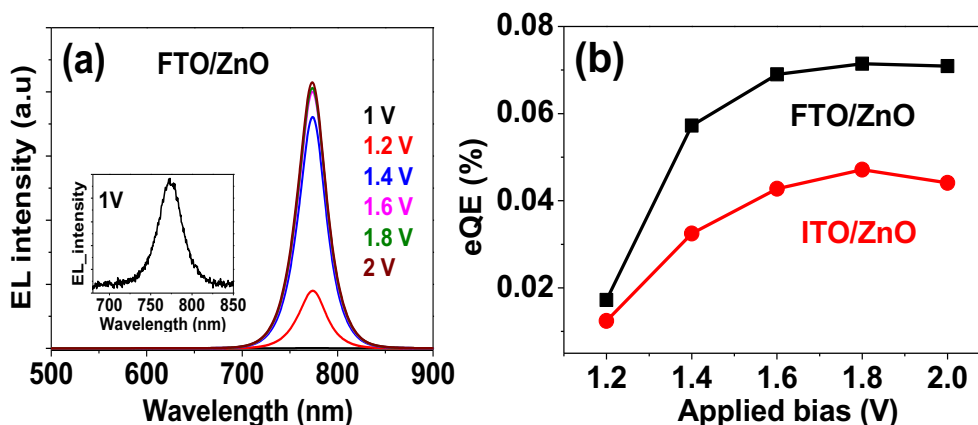 (a)
FTO/ZnO
EL intensity (a.u)
1 V
1.2 V
1.4 V
1.6 V
1.8 V
2 V
1V
EL_intensity
700 750 800 850
Wavelength (nm)
500 600 700 800 900
Wavelength (nm)
(b)
eQE (%)
0.08
0.06
0.04
0.02
FTO/ZnO
ITO/ZnO
1.2 1.4 1.6 1.8 2.0
Applied bias (V)